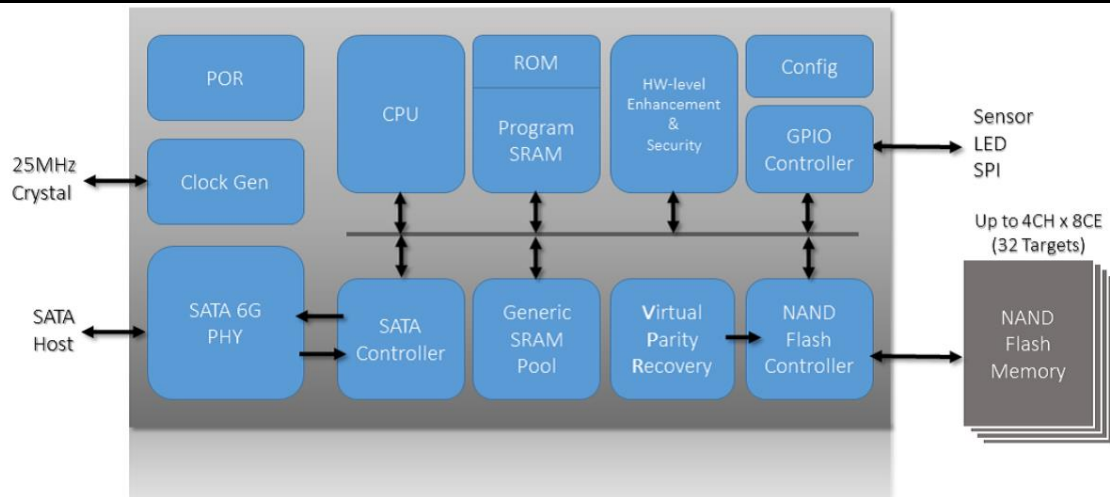 POR
CPU
ROM
Program
SRAM
HW-level
Enhancement
&
Security
Config
GPIO
Controller
Sensor
LED
SPI
25MHz
Crystal
Clock Gen
Up to 4CH x 8CE
(32 Targets)
SATA
Host
SATA 6G
PHY
SATA
Controller
Generic
SRAM
Pool
Virtual
Parity
Recovery
NAND
Flash
Controller
NAND
Flash
Memory